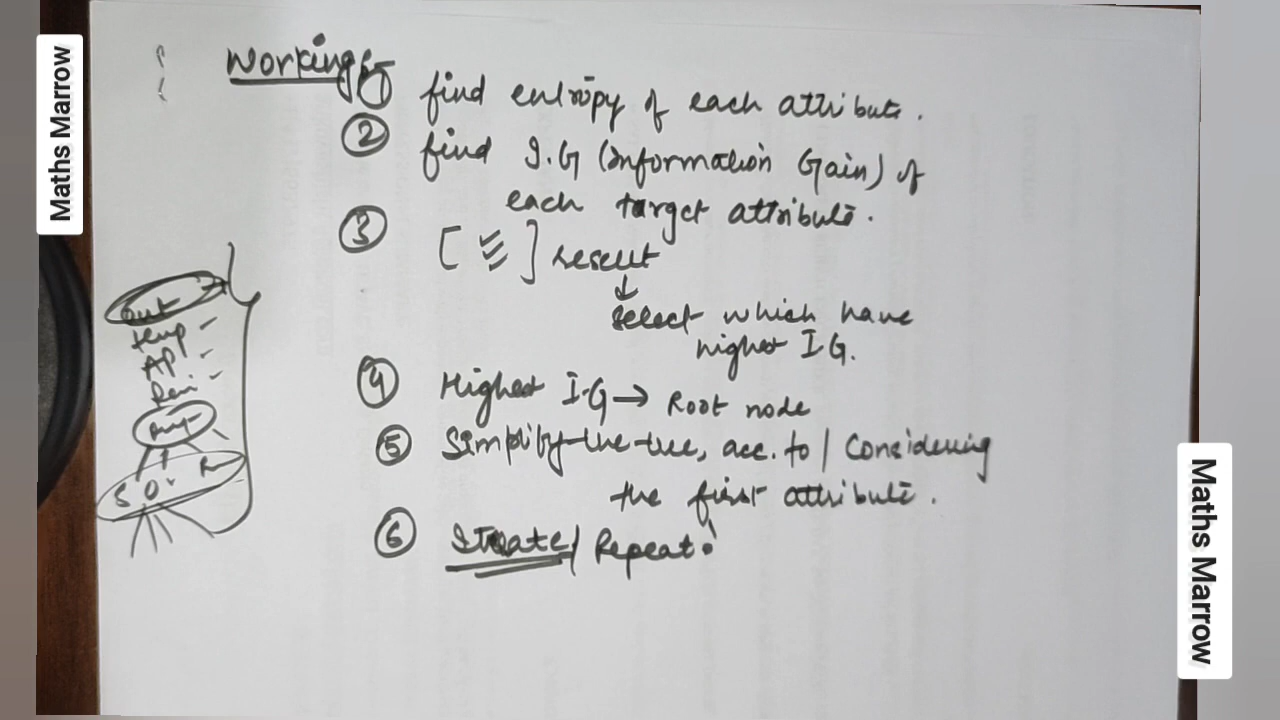 Maths Marrow
Working :-
① find entropy of each attribute.
② find I.G (Information Gain) of
each target attribute.
③ [ ] result
↓
select which have
highest I.G.
④ Highest I.G → Root node
⑤ Simplify the tree, acc. to / Considering
the first attribute.
⑥ Iterate / Repeat.
out
temp -
S O
Maths Marrow